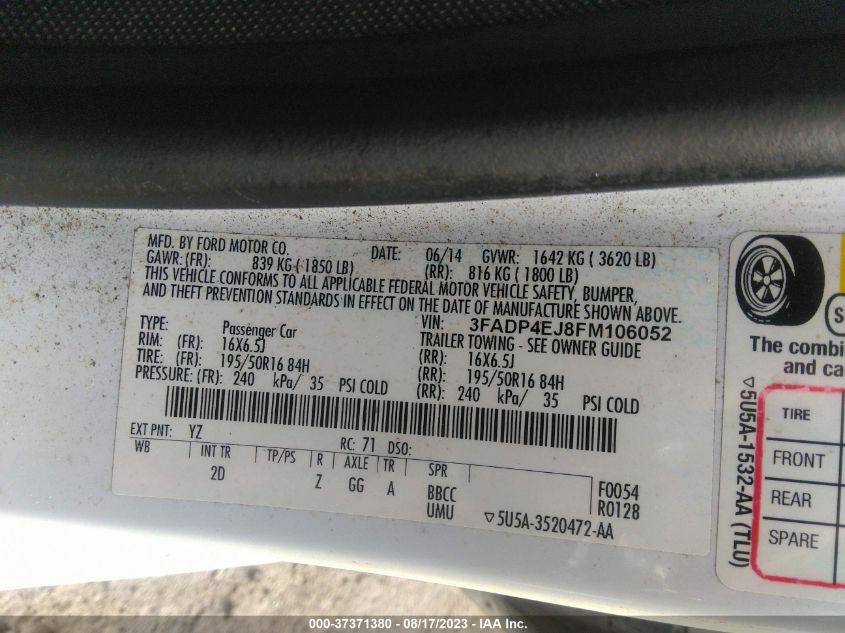 MFD. BY FORD MOTOR CO. DATE: 06/14 GVWR: 1642 KG ( 3620 LB)
GAWR:(FR): 839 KG ( 1850 LB) (RR): 816 KG ( 1800 LB)
THIS VEHICLE CONFORMS TO ALL APPLICABLE FEDERAL MOTOR VEHICLE SAFETY, BUMPER,
AND THEFT PREVENTION STANDARDS IN EFFECT ON THE DATE OF MANUFACTURE SHOWN ABOVE.
VIN: 3FADP4EJ8FM106052
TYPE: Passenger Car TRAILER TOWING - SEE OWNER GUIDE
RIM: (FR): 16X6.5J (RR): 16X6.5J
TIRE: (FR): 195/50R16 84H (RR): 195/50R16 84H
PRESSURE: (FR): 240 kPa/ 35 PSI COLD (RR): 240 kPa/ 35 PSI COLD
EXT PNT: YZ RC: 71 DSO:
WB INT TR TP/PS R AXLE TR SPR
2D Z GG A BBCC F0054
UMU R0128
▽5U5A-3520472-AA
S
The combi
and ca
TIRE
FRONT
REAR
SPARE
▽5U5A-1532-AA (TLU)
000-37371380 - 08/17/2023 - IAA Inc.